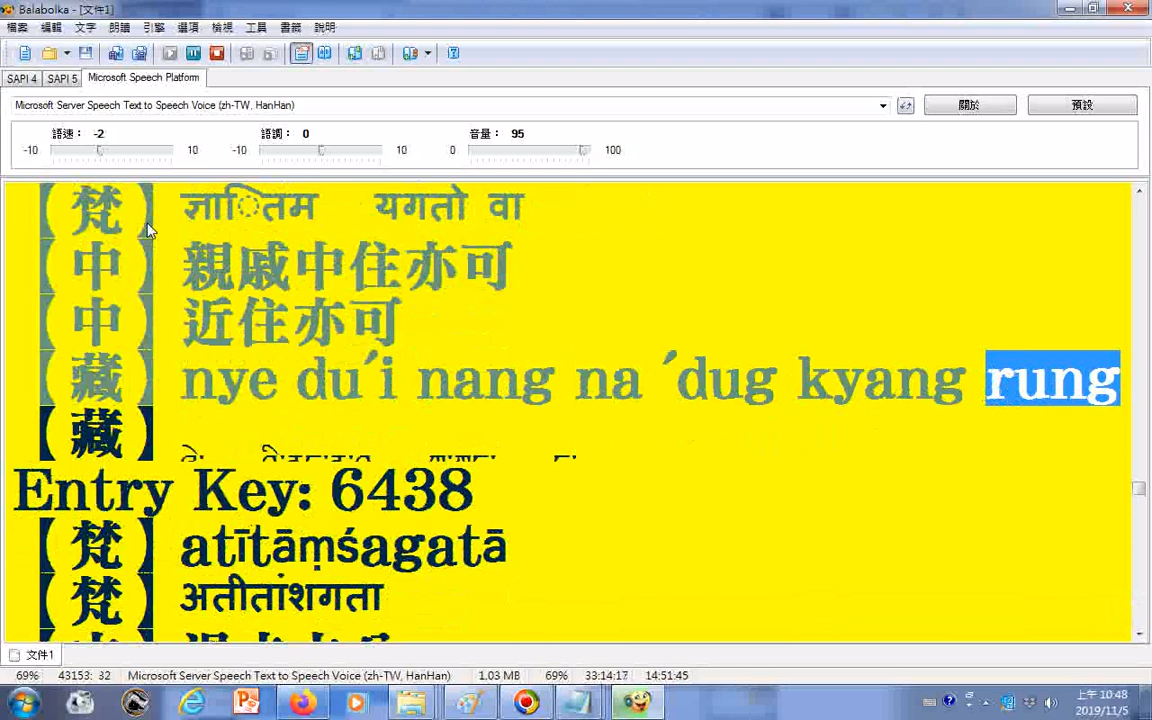 Balabolka - [文件1]
檔案 編輯 文字 朗讀 引擎 選項 檢視 工具 書籤 說明
SAPI 4 SAPI 5 Microsoft Speech Platform
Microsoft Server Speech Text to Speech Voice (zh-TW, HanHan) 關於 預設
語速： -2 語調： 0 音量： 95
-10 10 -10 10 0 100
【梵】 ज्ञाितम यगतो वा
【中】 親戚中住亦可
【中】 近住亦可
【藏】 nye du´i nang na ´dug kyang rung
【藏】
Entry Key: 6438
【梵】 atītāṃśagatā
【梵】 अतीतांशगता
文件1
69% 43153: 32 Microsoft Server Speech Text to Speech Voice (zh-TW, HanHan) 1.03 MB 69% 33:14:17 14:51:45
上午 10:48
2019/11/5